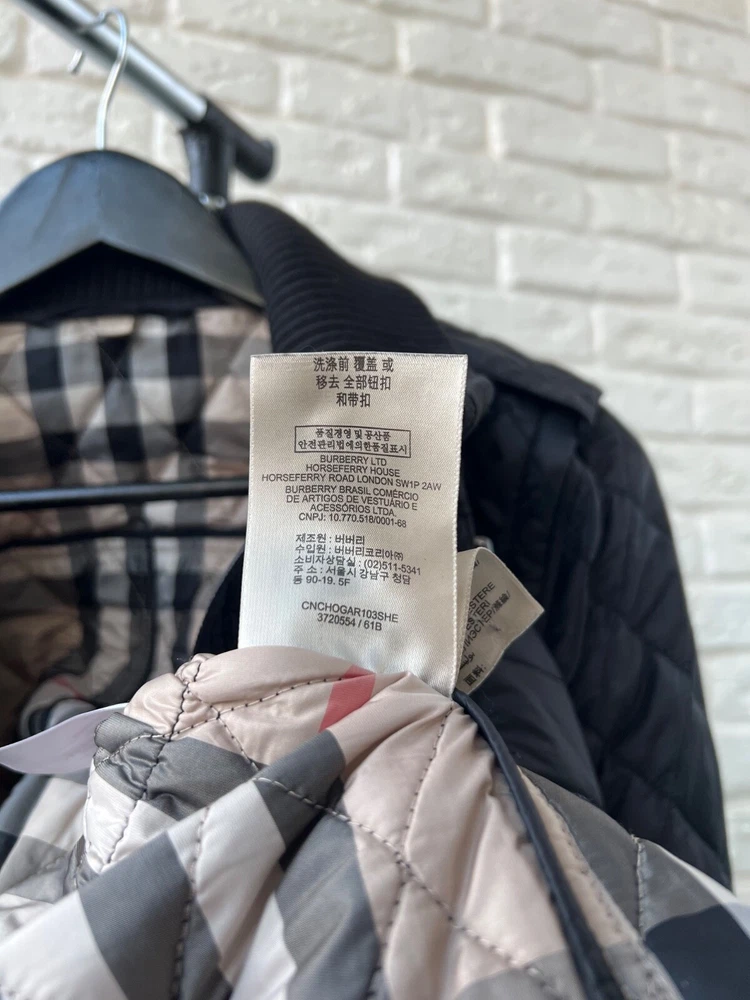 洗涤前 覆盖 或
移去 全部钮扣
和带扣
품질경영 및 공산품
안전관리법에의한품질표시
BURBERRY LTD
HORSEFERRY HOUSE
HORSEFERRY ROAD LONDON SW1P 2AW
BURBERRY BRASIL COMÉRCIO
DE ARTIGOS DE VESTUÁRIO E
ACESSÓRIOS LTDA.
CNPJ: 10.770.518/0001-68
제조원 : 버버리
수입원 : 버버리코리아㈜
소비자상담실 : (02)511-5341
주 소 : 서울시 강남구 청담
동 90-19. 5F
CNCHOGAR103SHE
3720554 / 61B
面料: